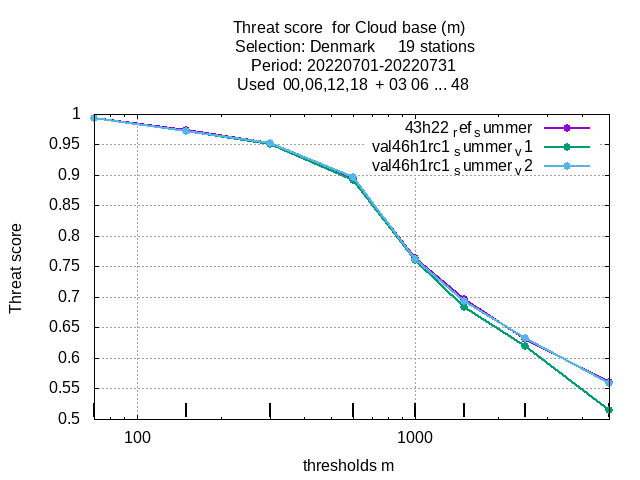 Threat score  for Cloud base (m)
Selection: Denmark     19 stations
Period: 20220701-20220731
Used  00,06,12,18  + 03 06 ... 48
43h22 ref summer
val46h1rc1 summer v1
val46h1rc1 summer v2
1
0.95
0.9
0.85
0.8
0.75
0.7
0.65
0.6
0.55
0.5
Threat score
100 1000
thresholds m